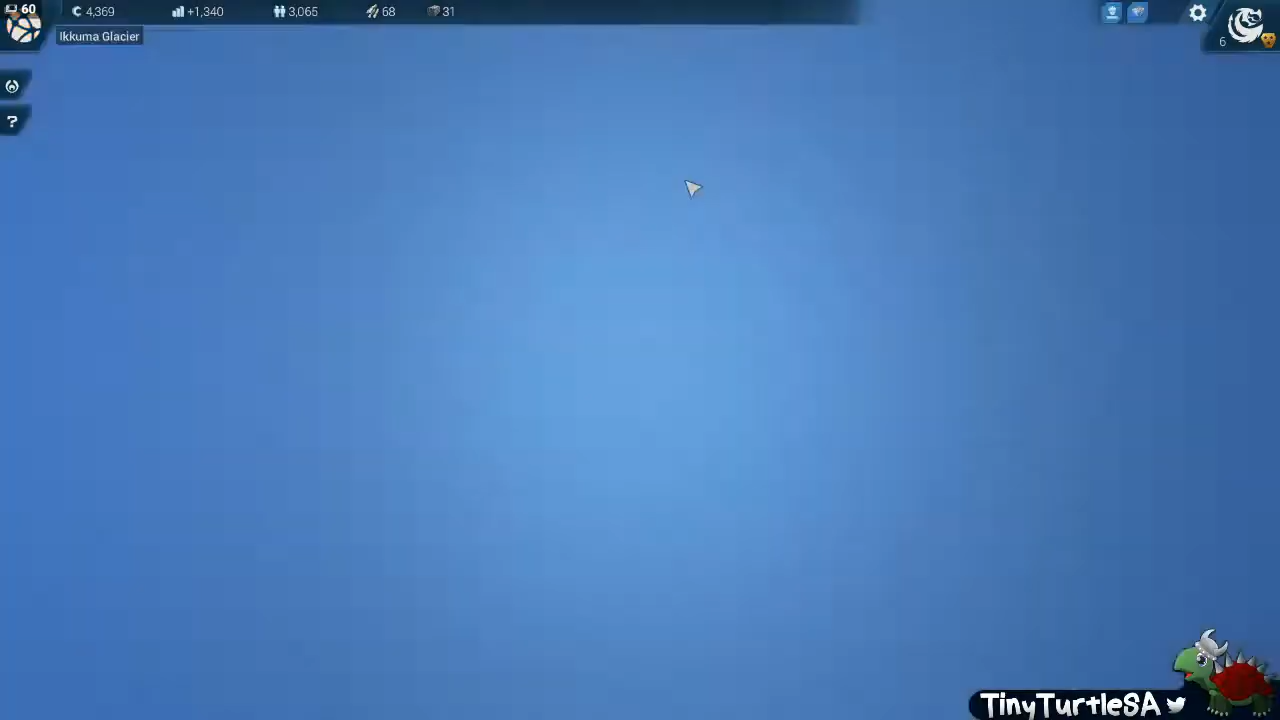 60
4,369 +1,340 3,065 68 31
Ikkuma Glacier
6
?
TinyTurtleSA